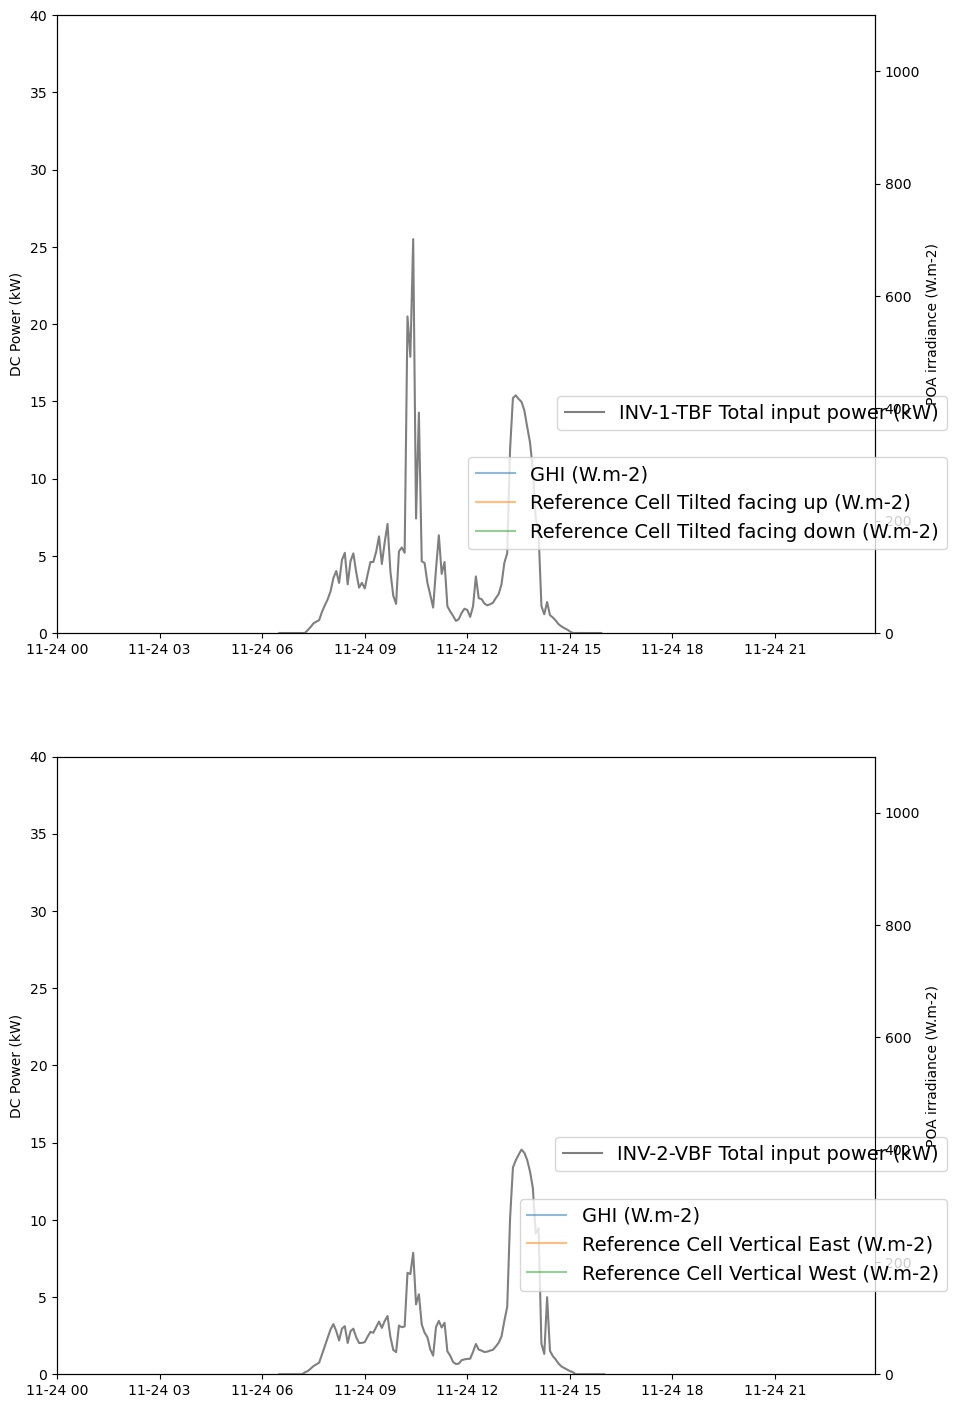 40
35
30
25
20
15
10
5
0
DC Power (kW)
1000
800
600
400
200
0
POA irradiance (W.m-2)
INV-1-TBF Total input power (kW)
GHI (W.m-2)
Reference Cell Tilted facing up (W.m-2)
Reference Cell Tilted facing down (W.m-2)
11-24 00 11-24 03 11-24 06 11-24 09 11-24 12 11-24 15 11-24 18 11-24 21
40
35
30
25
20
15
10
5
0
DC Power (kW)
1000
800
600
400
200
0
POA irradiance (W.m-2)
INV-2-VBF Total input power (kW)
GHI (W.m-2)
Reference Cell Vertical East (W.m-2)
Reference Cell Vertical West (W.m-2)
11-24 00 11-24 03 11-24 06 11-24 09 11-24 12 11-24 15 11-24 18 11-24 21